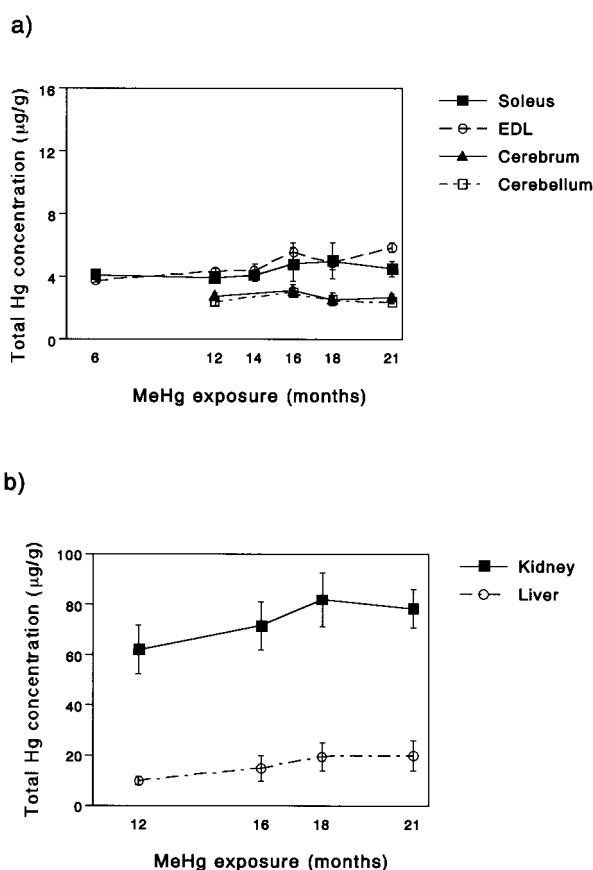 a)
Total Hg concentration (µg/g)
16
12
8
4
0
6 12 14 16 18 21
MeHg exposure (months)
Soleus
EDL
Cerebrum
Cerebellum
b)
Total Hg concentration (µg/g)
100
80
60
40
20
0
12 16 18 21
MeHg exposure (months)
Kidney
Liver